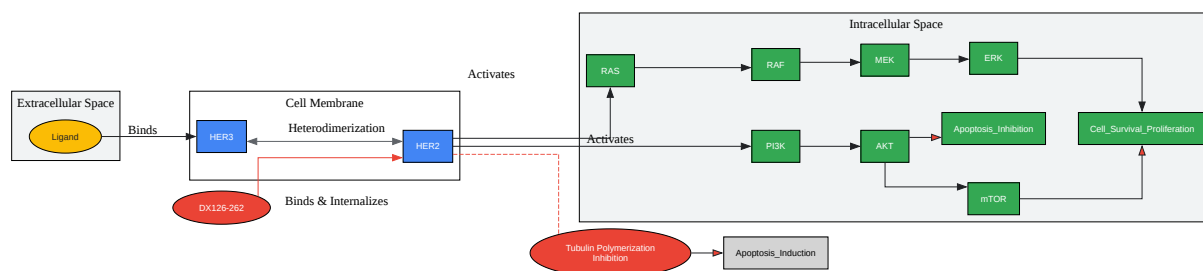 Intracellular Space
Extracellular Space
Cell Membrane
Ligand
Binds
HER3
Heterodimerization
HER2
Activates
Activates
RAS
RAF
MEK
ERK
PI3K
AKT
Apoptosis_Inhibition
Cell_Survival_Proliferation
mTOR
DX126-262
Binds & Internalizes
Tubulin Polymerization
Inhibition
Apoptosis_Induction